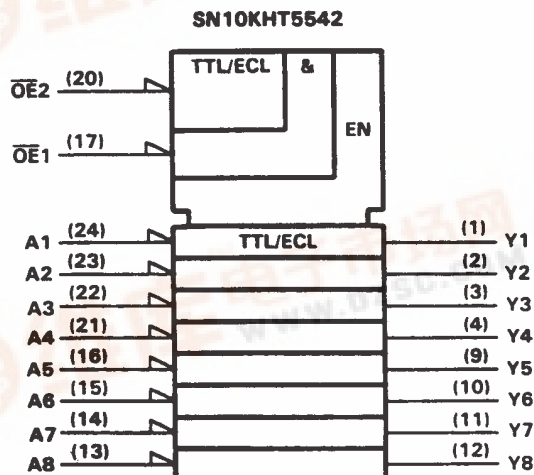 SN10KHT5542
TTL/ECL & EN
OE2 (20)
OE1 (17)
A1 (24) TTL/ECL (1) Y1
A2 (23) (2) Y2
A3 (22) (3) Y3
A4 (21) (4) Y4
A5 (16) (9) Y5
A6 (15) (10) Y6
A7 (14) (11) Y7
A8 (13) (12) Y8